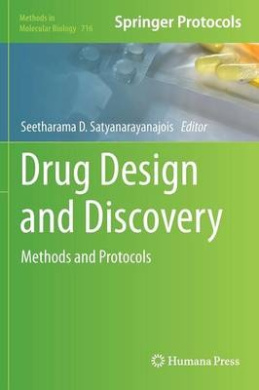 Methods in
Molecular Biology 716
Springer Protocols
Seetharama D. Satyanarayanajois Editor
Drug Design
and Discovery
Methods and Protocols
Humana Press